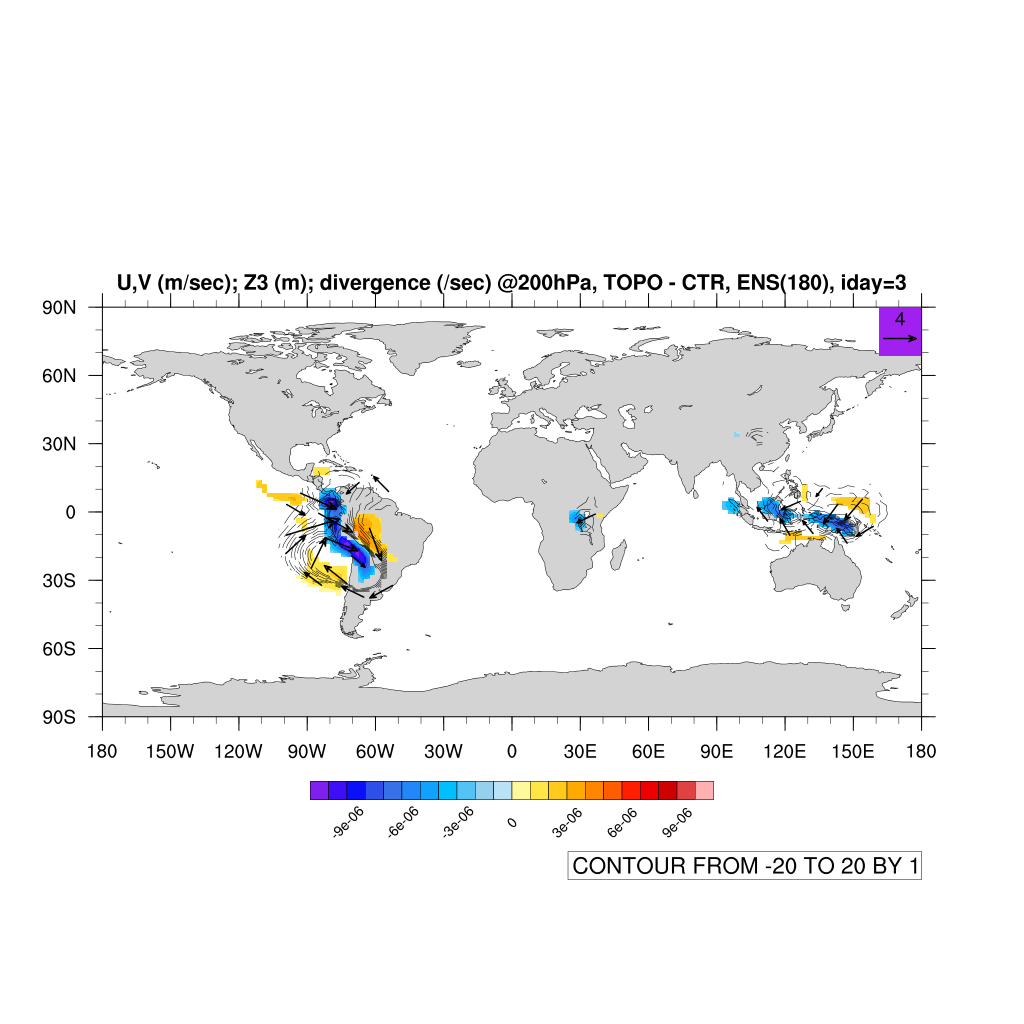 U,V (m/sec); Z3 (m); divergence (/sec) @200hPa, TOPO - CTR, ENS(180), iday=3
4
90N
60N
30N
0
30S
60S
90S
180 150W 120W 90W 60W 30W 0 30E 60E 90E 120E 150E 180
-9e-06 -6e-06 -3e-06 0 3e-06 6e-06 9e-06
CONTOUR FROM -20 TO 20 BY 1